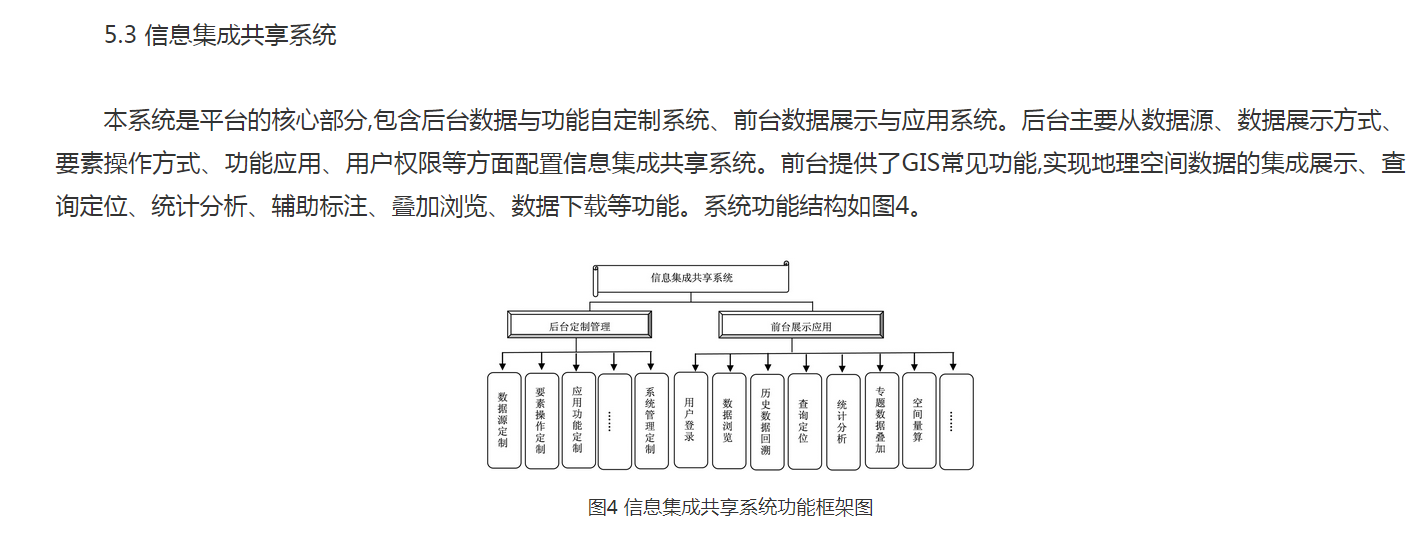 5.3 信息集成共享系统
本系统是平台的核心部分,包含后台数据与功能自定制系统、前台数据展示与应用系统。后台主要从数据源、数据展示方式、
要素操作方式、功能应用、用户权限等方面配置信息集成共享系统。前台提供了GIS常见功能,实现地理空间数据的集成展示、查
询定位、统计分析、辅助标注、叠加浏览、数据下载等功能。系统功能结构如图4。
信息集成共享系统
后台定制管理
前台展示应用
数据源定制
要素操作定制
应用功能定制
……
系统管理定制
用户登录
数据浏览
历史数据回溯
查询定位
统计分析
专题数据叠加
空间量算
……
图4 信息集成共享系统功能框架图